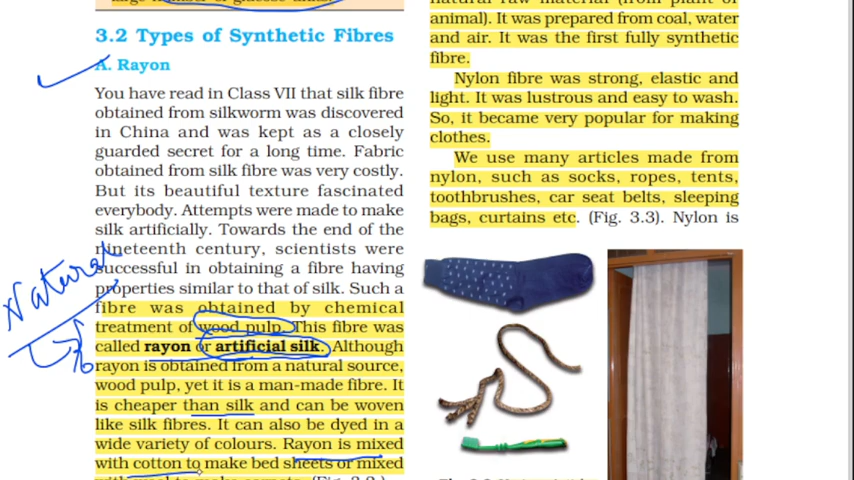 3.2 Types of Synthetic Fibres
A. Rayon
You have read in Class VII that silk fibre
obtained from silkworm was discovered
in China and was kept as a closely
guarded secret for a long time. Fabric
obtained from silk fibre was very costly.
But its beautiful texture fascinated
everybody. Attempts were made to make
silk artificially. Towards the end of the
nineteenth century, scientists were
successful in obtaining a fibre having
properties similar to that of silk. Such a
fibre was obtained by chemical
treatment of wood pulp. This fibre was
called rayon or artificial silk. Although
rayon is obtained from a natural source,
wood pulp, yet it is a man-made fibre. It
is cheaper than silk and can be woven
like silk fibres. It can also be dyed in a
wide variety of colours. Rayon is mixed
with cotton to make bed sheets or mixed
Natural
natural raw material (from plant or
animal). It was prepared from coal, water
and air. It was the first fully synthetic
fibre.
Nylon fibre was strong, elastic and
light. It was lustrous and easy to wash.
So, it became very popular for making
clothes.
We use many articles made from
nylon, such as socks, ropes, tents,
toothbrushes, car seat belts, sleeping
bags, curtains etc. (Fig. 3.3). Nylon is